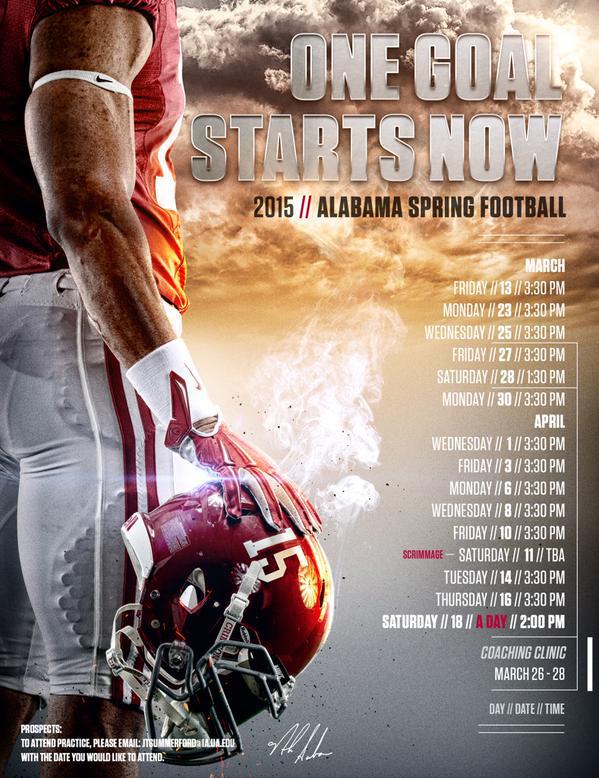 ONE GOAL
STARTS NOW
2015 // ALABAMA SPRING FOOTBALL
MARCH
FRIDAY // 13 // 3:30 PM
MONDAY // 23 // 3:30 PM
WEDNESDAY // 25 // 3:30 PM
FRIDAY // 27 // 3:30 PM
SATURDAY // 28 // 1:30 PM
MONDAY // 30 // 3:30 PM
APRIL
WEDNESDAY // 1 // 3:30 PM
FRIDAY // 3 // 3:30 PM
MONDAY // 6 // 3:30 PM
WEDNESDAY // 8 // 3:30 PM
FRIDAY // 10 // 3:30 PM
SCRIMMAGE — SATURDAY // 11 // TBA
TUESDAY // 14 // 3:30 PM
THURSDAY // 16 // 3:30 PM
SATURDAY // 18 // A DAY // 2:00 PM
COACHING CLINIC
MARCH 26 - 28
DAY // DATE // TIME
15
PROSPECTS:
TO ATTEND PRACTICE, PLEASE EMAIL: JTSUMMERFORD@IA.UA.EDU
WITH THE DATE YOU WOULD LIKE TO ATTEND.